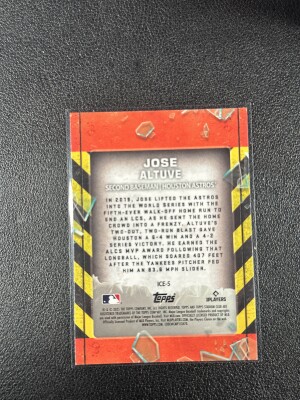 JOSE
ALTUVE
SECOND BASEMAN | HOUSTON ASTROS
IN 2019, JOSE LIFTED THE ASTROS
INTO THE WORLD SERIES WITH THE
FIFTH-EVER WALK-OFF HOME RUN TO
END AN LCS. AS HE SENT THE HOME
CROWD INTO A FRENZY, ALTUVE'S
TWO-OUT, TWO-RUN BLAST GAVE
HOUSTON A 6-4 WIN AND A 4-2
SERIES VICTORY. HE EARNED THE
ALCS MVP AWARD FOLLOWING THAT
LONGBALL, WHICH SOARED 407 FEET
AFTER THE YANKEES PITCHER FED
HIM AN 83.6 MPH SLIDER.
ICE-5
Topps
PLAYERS